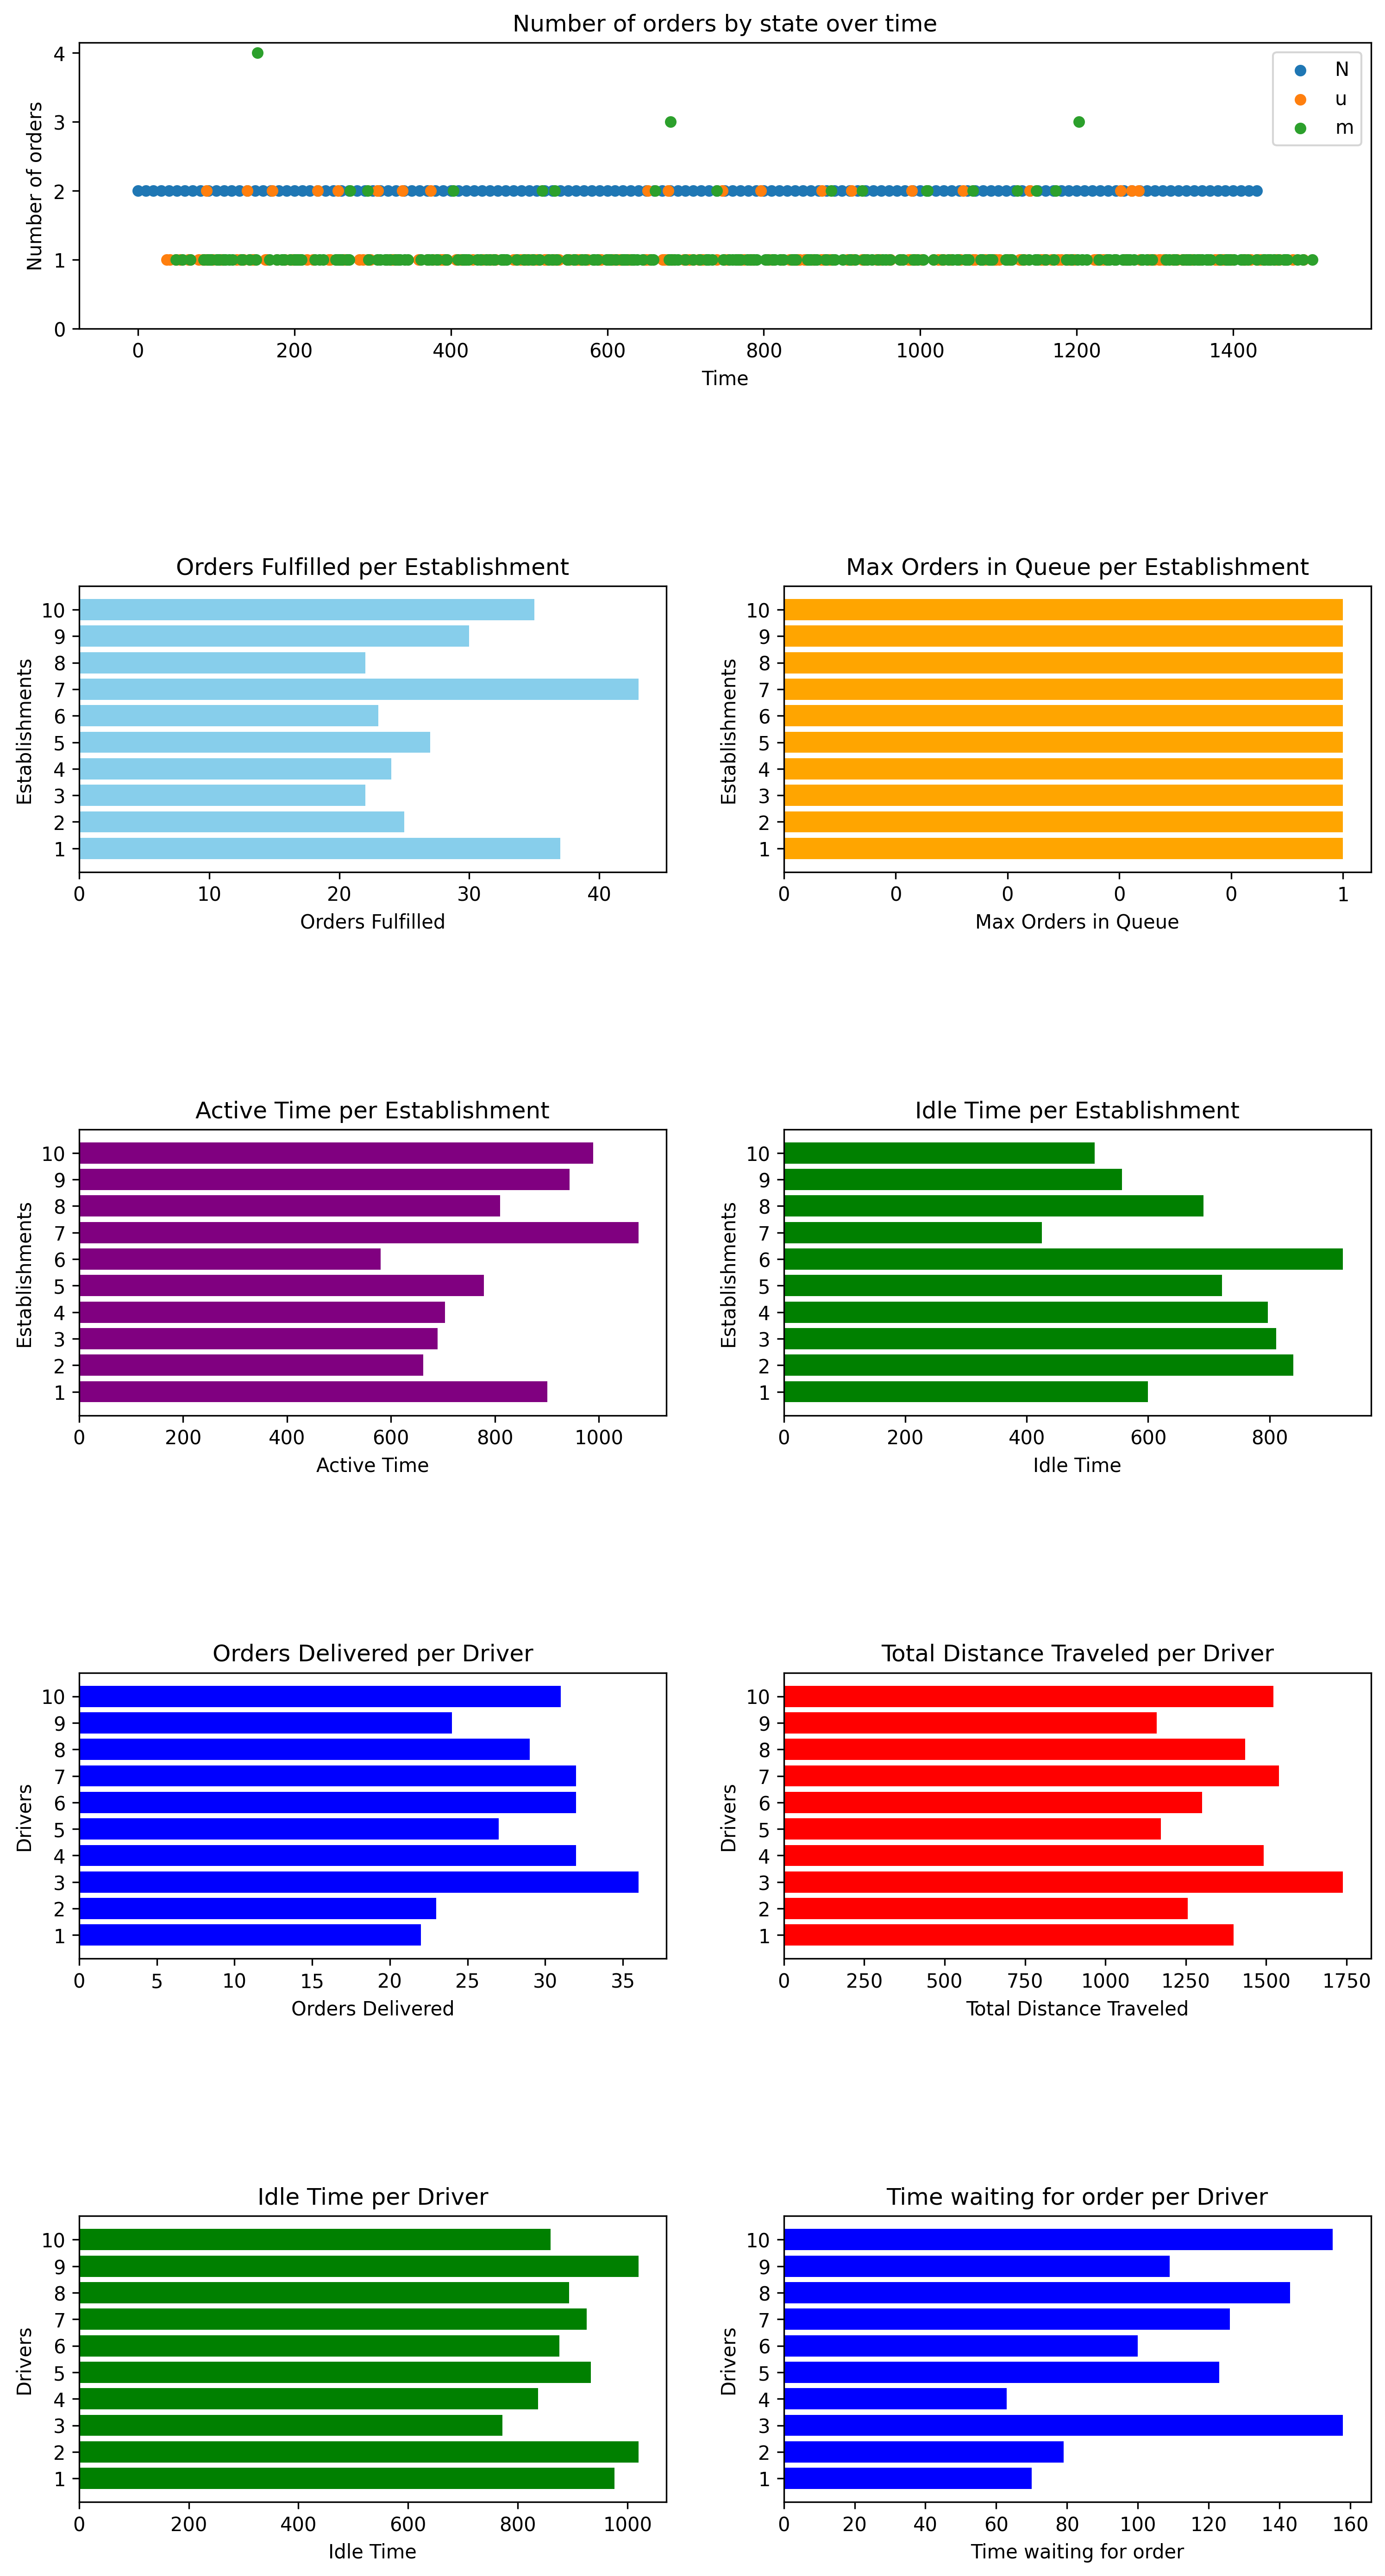 Number of orders by state over time
Number of orders
4
3
2
1
0
N
u
m
0 200 400 600 800 1000 1200 1400
Time
Orders Fulfilled per Establishment
Establishments
10
9
8
7
6
5
4
3
2
1
0 10 20 30 40
Orders Fulfilled
Max Orders in Queue per Establishment
Establishments
10
9
8
7
6
5
4
3
2
1
0 0 0 0 0 1
Max Orders in Queue
Active Time per Establishment
Establishments
10
9
8
7
6
5
4
3
2
1
0 200 400 600 800 1000
Active Time
Idle Time per Establishment
Establishments
10
9
8
7
6
5
4
3
2
1
0 200 400 600 800
Idle Time
Orders Delivered per Driver
Drivers
10
9
8
7
6
5
4
3
2
1
0 5 10 15 20 25 30 35
Orders Delivered
Total Distance Traveled per Driver
Drivers
10
9
8
7
6
5
4
3
2
1
0 250 500 750 1000 1250 1500 1750
Total Distance Traveled
Idle Time per Driver
Drivers
10
9
8
7
6
5
4
3
2
1
0 200 400 600 800 1000
Idle Time
Time waiting for order per Driver
Drivers
10
9
8
7
6
5
4
3
2
1
0 20 40 60 80 100 120 140 160
Time waiting for order